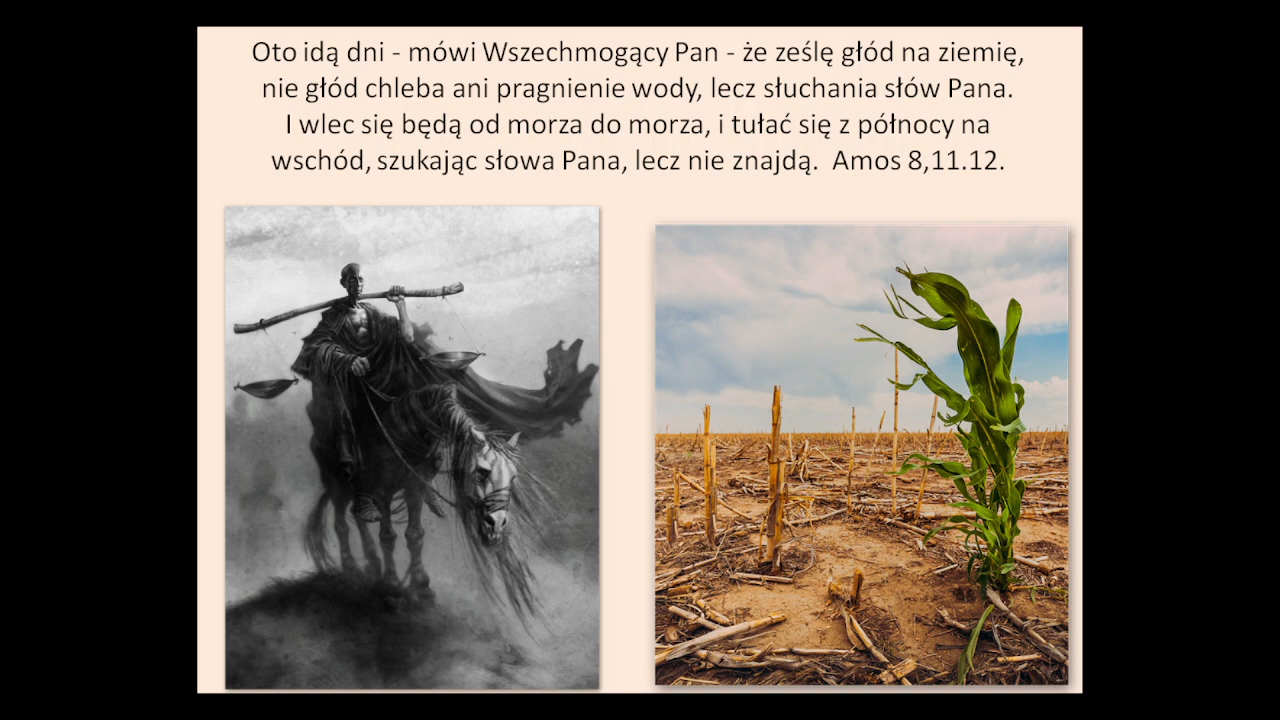 Oto idą dni - mówi Wszechmogący Pan - że ześlę głód na ziemię,
nie głód chleba ani pragnienie wody, lecz słuchania słów Pana.
I wlec się będą od morza do morza, i tułać się z północy na
wschód, szukając słowa Pana, lecz nie znajdą.  Amos 8,11.12.